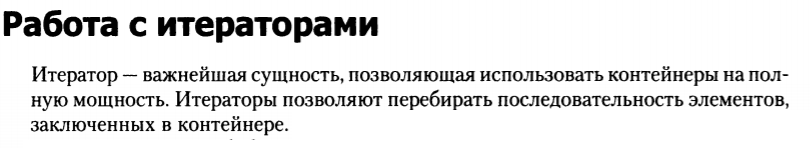 Работа с итераторами
Итератор — важнейшая сущность, позволяющая использовать контейнеры на пол-
ную мощность. Итераторы позволяют перебирать последовательность элементов,
заключенных в контейнере.